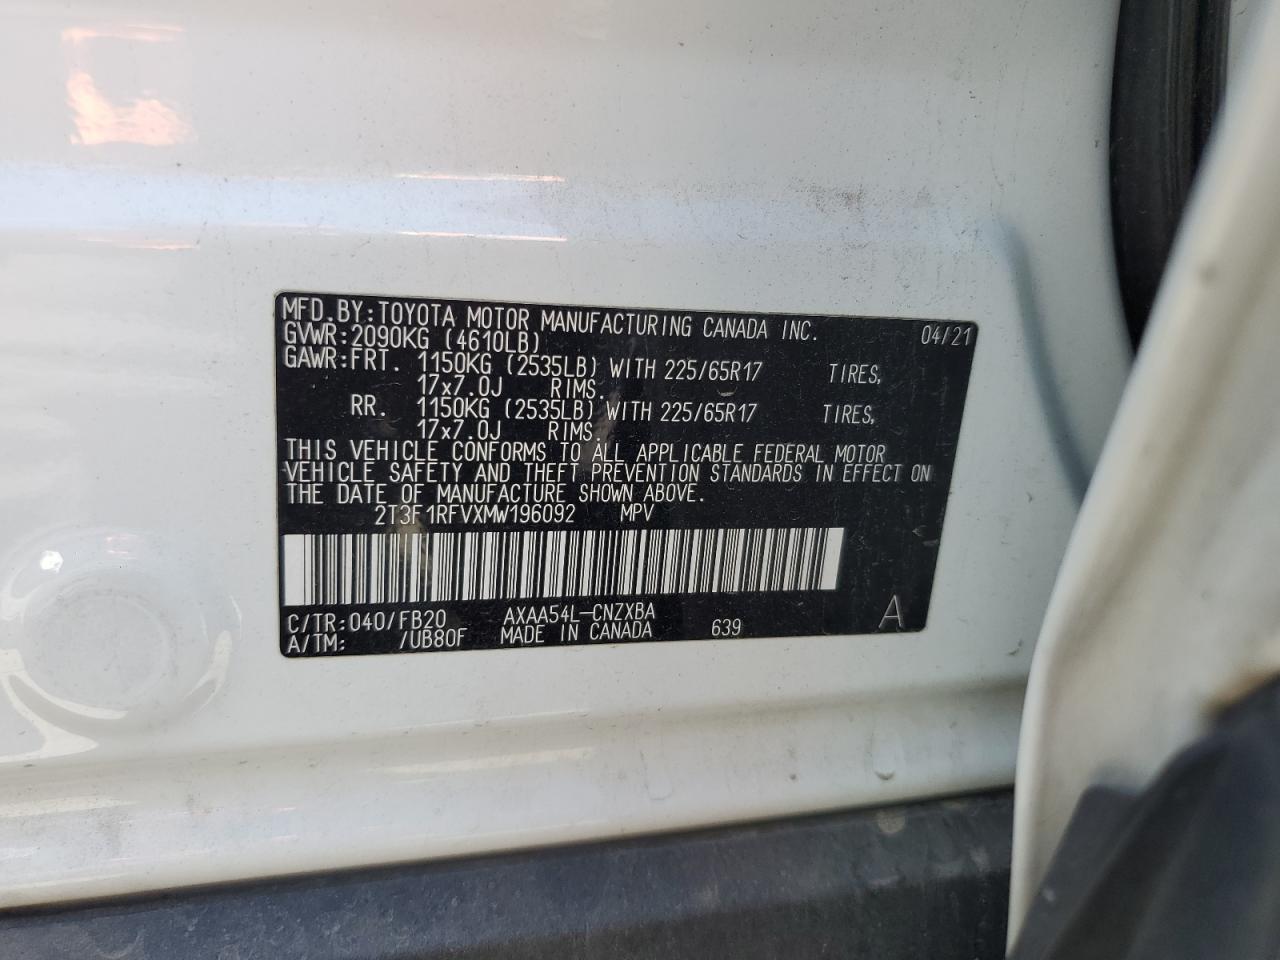 MFD.BY:TOYOTA MOTOR MANUFACTURING CANADA INC. 04/21
GVWR:2090KG (4610LB)
GAWR:FRT. 1150KG (2535LB) WITH 225/65R17 TIRES,
17x7.0J RIMS.
RR. 1150KG (2535LB) WITH 225/65R17 TIRES,
17x7.0J RIMS.
THIS VEHICLE CONFORMS TO ALL APPLICABLE FEDERAL MOTOR
VEHICLE SAFETY AND THEFT PREVENTION STANDARDS IN EFFECT ON
THE DATE OF MANUFACTURE SHOWN ABOVE.
2T3F1RFVXMW196092 MPV
C/TR:040/FB20 AXAA54L-CNZXBA A
A/TM: /UB80F MADE IN CANADA 639